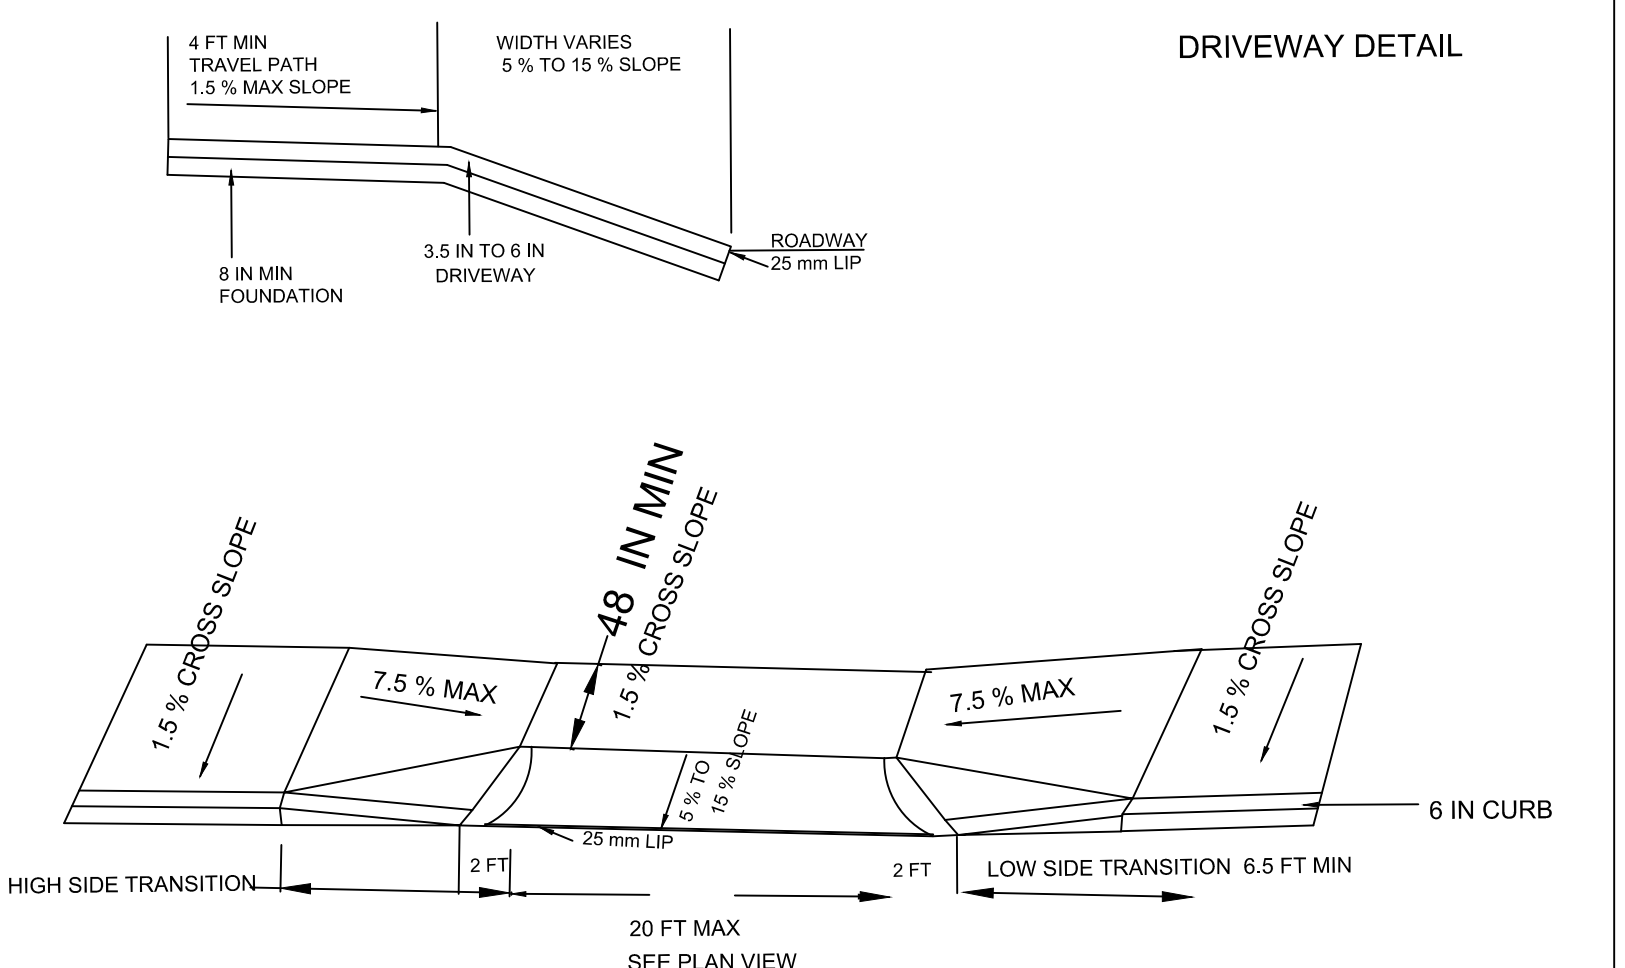 DRIVEWAY DETAIL
4 FT MIN
TRAVEL PATH
1.5 % MAX SLOPE
WIDTH VARIES
5 % TO 15 % SLOPE
ROADWAY
25 mm LIP
3.5 IN TO 6 IN
DRIVEWAY
8 IN MIN
FOUNDATION
1.5 % CROSS SLOPE
7.5 % MAX
48 IN MIN
1.5 % CROSS SLOPE
5 % TO
15 % SLOPE
7.5 % MAX
1.5 % CROSS SLOPE
6 IN CURB
25 mm LIP
HIGH SIDE TRANSITION
2 FT
2 FT
LOW SIDE TRANSITION 6.5 FT MIN
20 FT MAX
SEE PLAN VIEW